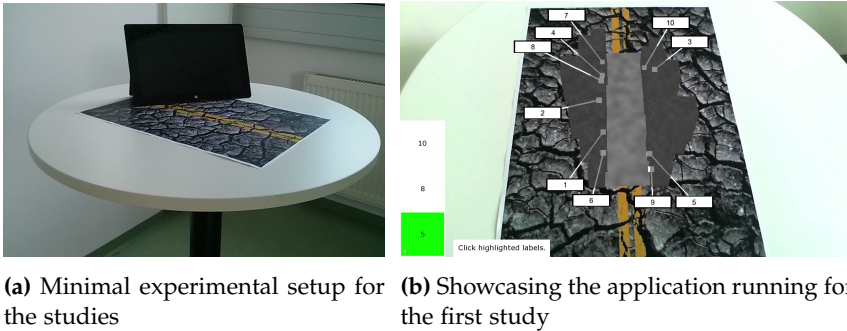 7
10
4
3
8
2
10
8
1
6
9
5
5
Click highlighted labels.
(a) Minimal experimental setup for
the studies
(b) Showcasing the application running for
the first study